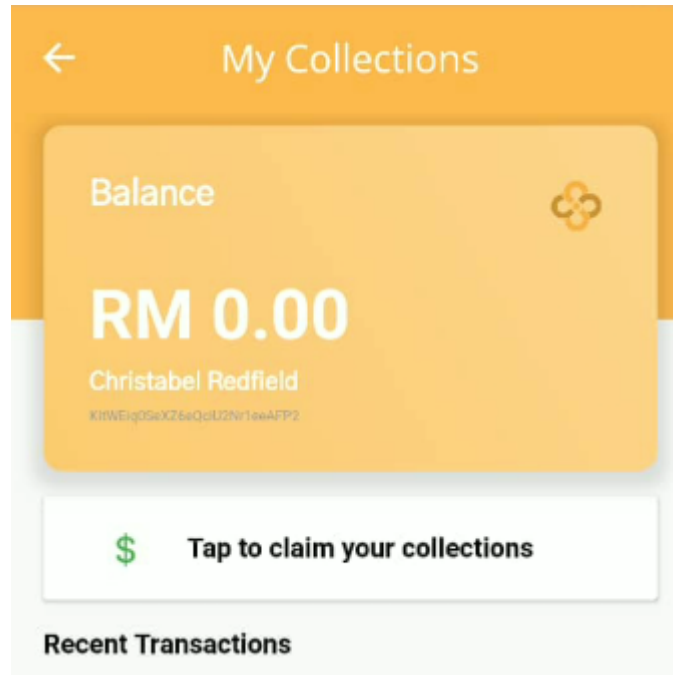 My Collections
Balance
RM 0.00
Christabel Redfield
$ Tap to claim your collections
Recent Transactions